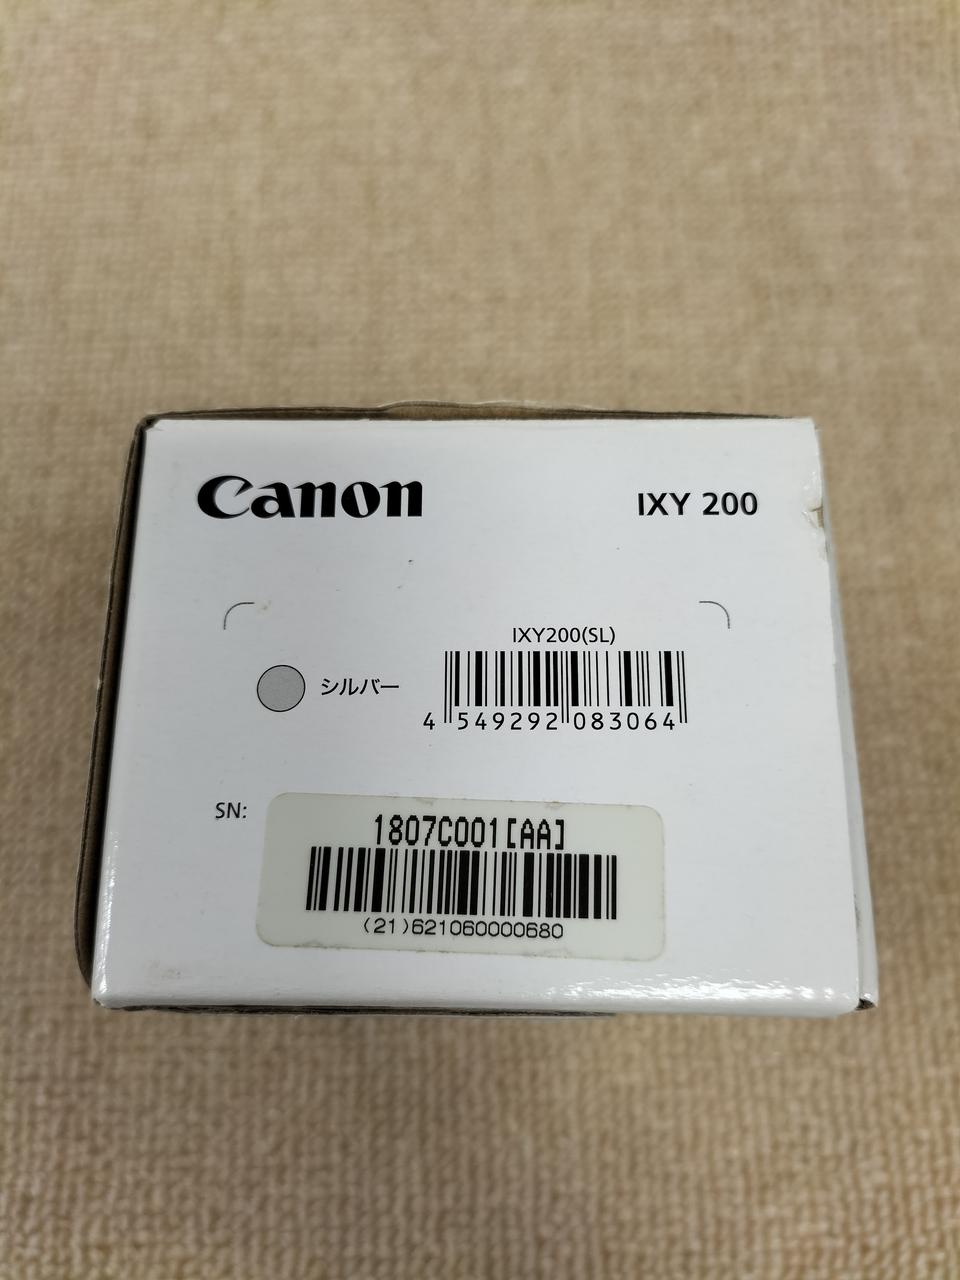 Canon
IXY 200
IXY200(SL)
シルバー
4 549292 083064
SN:
1807C001[AA]
(21)621060000680